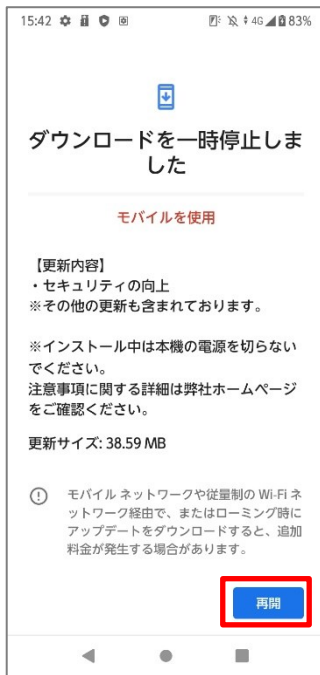 15:42 4G 83%
ダウンロードを一時停止しま
した
モバイルを使用
【更新内容】
・セキュリティの向上
※その他の更新も含まれております。
※インストール中は本機の電源を切らない
でください。
注意事項に関する詳細は弊社ホームページ
をご確認ください。
更新サイズ: 38.59 MB
モバイル ネットワークや従量制の Wi-Fi ネ
ットワーク経由で、またはローミング時に
アップデートをダウンロードすると、追加
料金が発生する場合があります。
再開